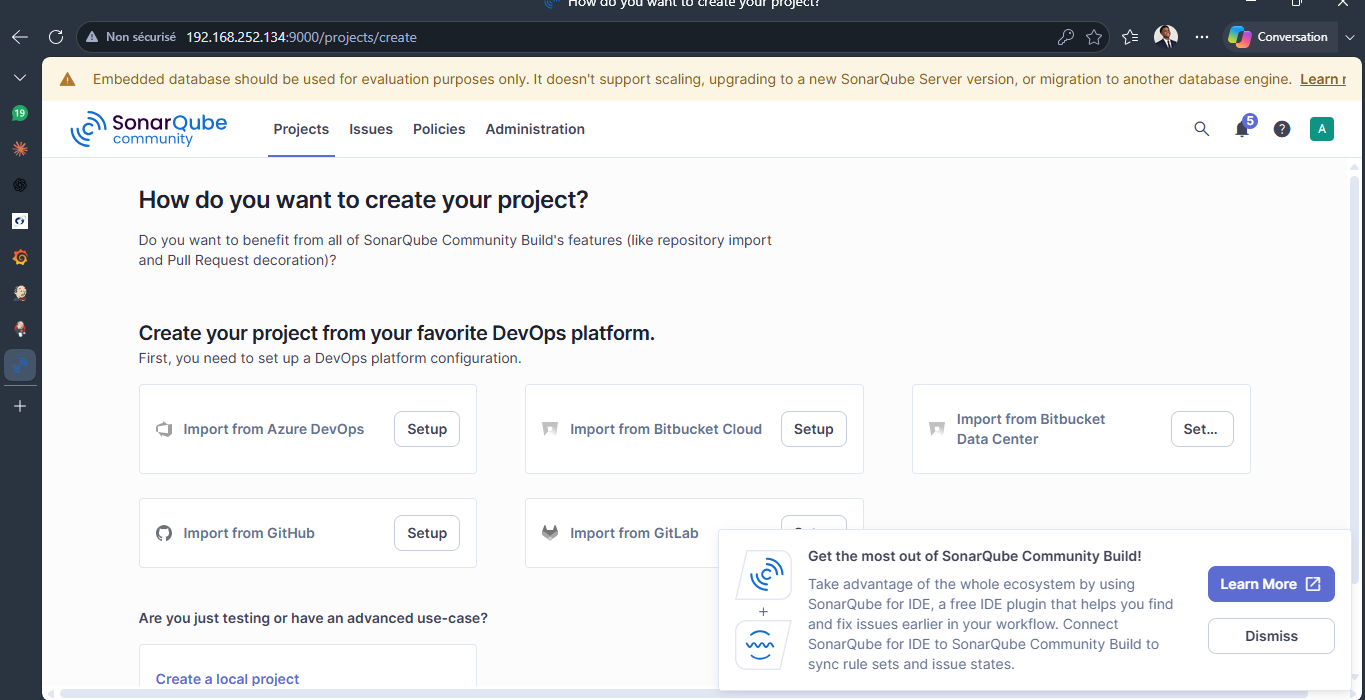 How do you want to create your project?
Non sécurisé 192.168.252.134:9000/projects/create
Conversation
Embedded database should be used for evaluation purposes only. It doesn't support scaling, upgrading to a new SonarQube Server version, or migration to another database engine. Learn
19
SonarQube
community
Projects Issues Policies Administration
5
?
A
How do you want to create your project?
Do you want to benefit from all of SonarQube Community Build's features (like repository import
and Pull Request decoration)?
Create your project from your favorite DevOps platform.
First, you need to set up a DevOps platform configuration.
Import from Azure DevOps Setup
Import from Bitbucket Cloud Setup
Import from Bitbucket
Data Center
Set...
Import from GitHub Setup
Import from GitLab
Are you just testing or have an advanced use-case?
Create a local project
Get the most out of SonarQube Community Build!
Take advantage of the whole ecosystem by using
SonarQube for IDE, a free IDE plugin that helps you find
and fix issues earlier in your workflow. Connect
SonarQube for IDE to SonarQube Community Build to
sync rule sets and issue states.
Learn More
Dismiss